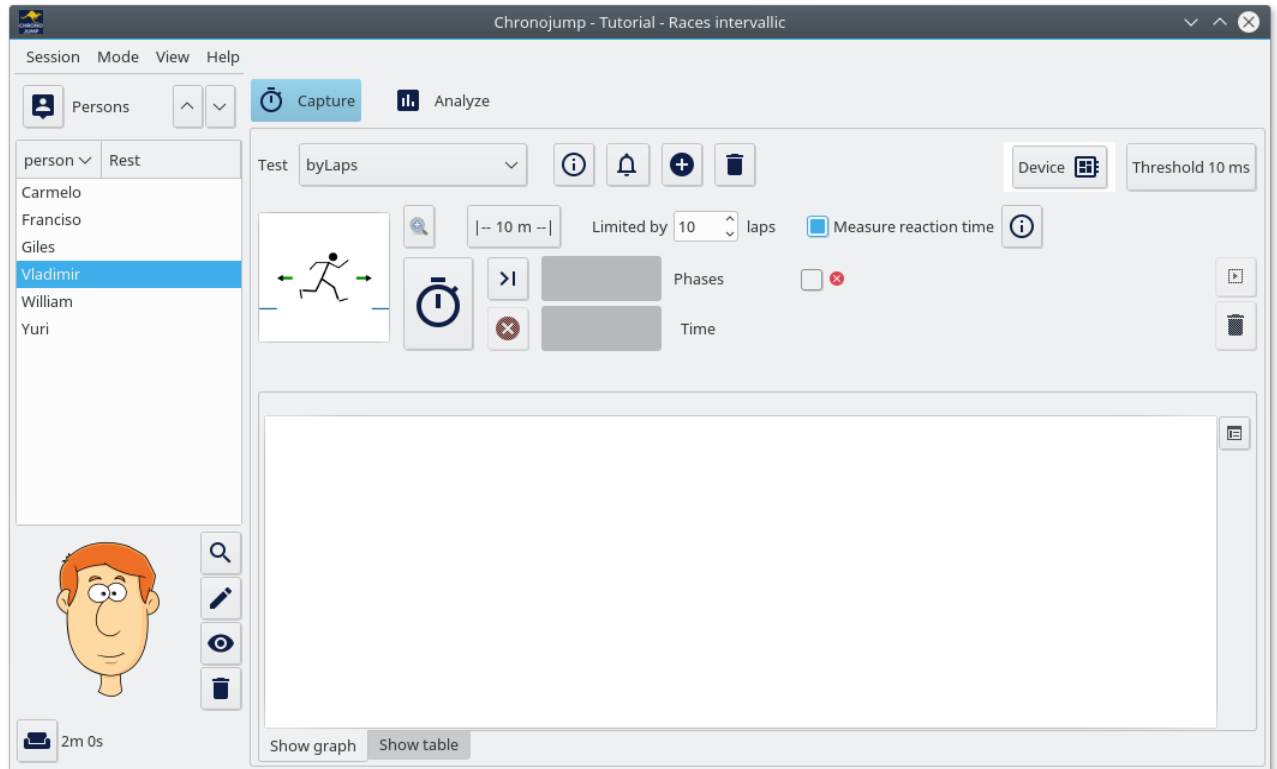 CHRONO
JUMP
Chronojump - Tutorial - Races intervallic
Session Mode View Help
Persons
Capture
Analyze
person Rest
Carmelo
Franciso
Giles
Vladimir
William
Yuri
2m 0s
Test byLaps
Device
Threshold 10 ms
|-- 10 m --|
Limited by 10 laps
Measure reaction time
Phases
Time
Show graph
Show table